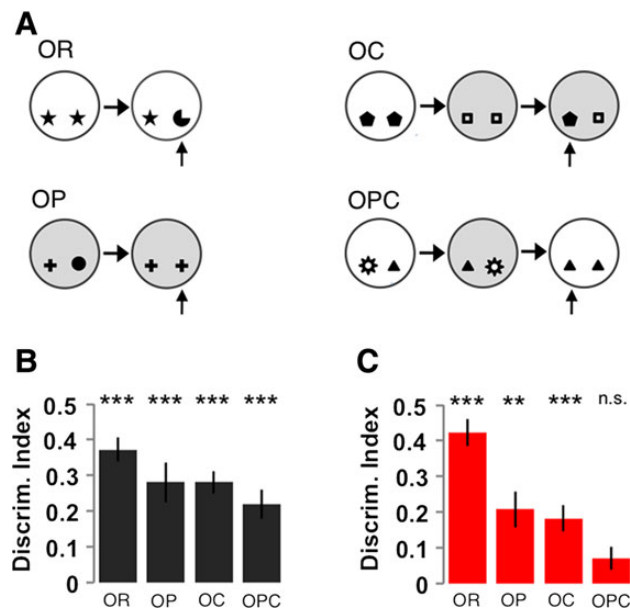 A
OR
OC
OP
OPC
B
C
*** *** *** ***
*** ** *** n.s.
Discrim. Index
0.5
0.4
0.3
0.2
0.1
0
OR OP OC OPC
Discrim. Index
0.5
0.4
0.3
0.2
0.1
0
OR OP OC OPC